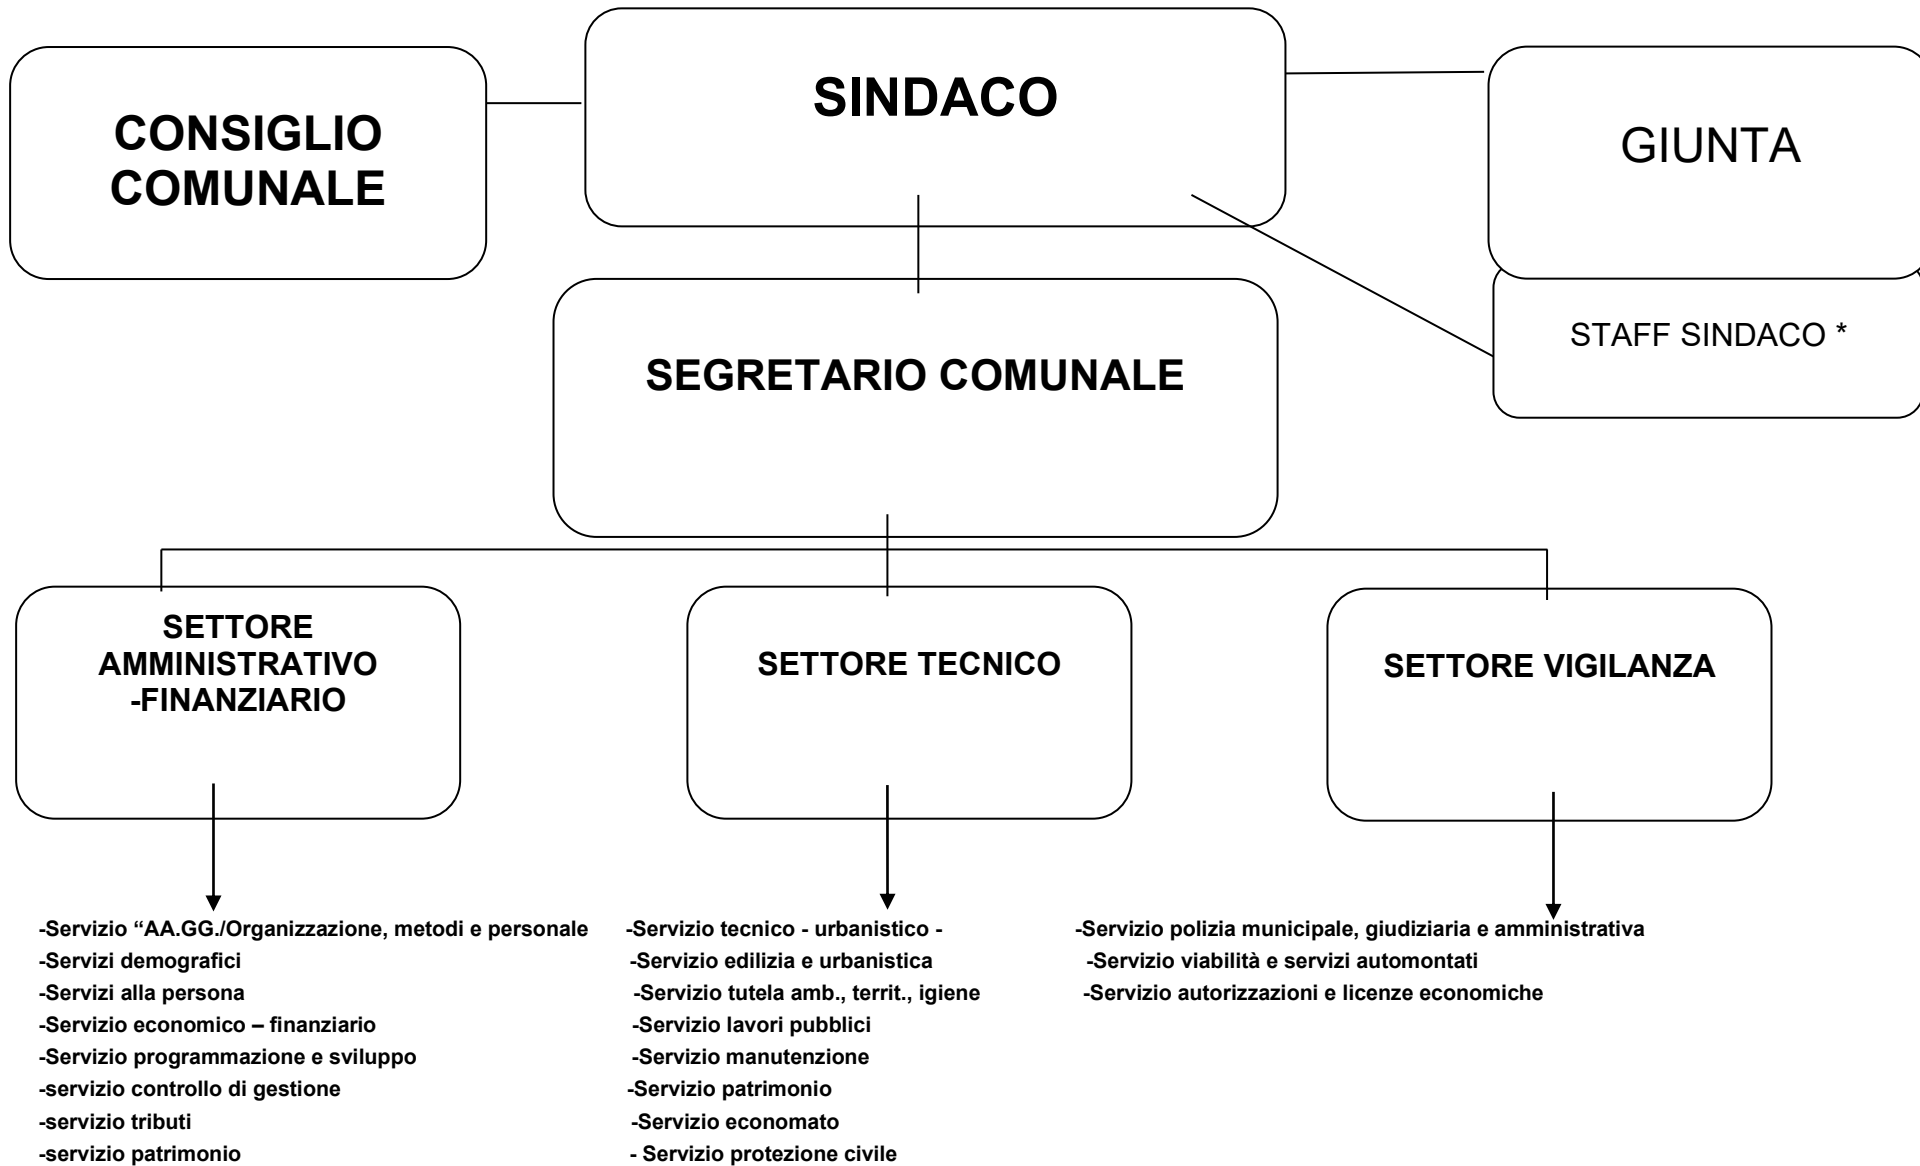 SINDACO
CONSIGLIO
COMUNALE
GIUNTA
STAFF SINDACO *
SEGRETARIO COMUNALE
SETTORE
AMMINISTRATIVO
-FINANZIARIO
SETTORE TECNICO
SETTORE VIGILANZA
-Servizio “AA.GG./Organizzazione, metodi e personale
-Servizi demografici
-Servizi alla persona
-Servizio economico – finanziario
-Servizio programmazione e sviluppo
-servizio controllo di gestione
-servizio tributi
-servizio patrimonio
-Servizio tecnico - urbanistico -
-Servizio edilizia e urbanistica
-Servizio tutela amb., territ., igiene
-Servizio lavori pubblici
-Servizio manutenzione
-Servizio patrimonio
-Servizio economato
- Servizio protezione civile
-Servizio polizia municipale, giudiziaria e amministrativa
-Servizio viabilità e servizi automontati
-Servizio autorizzazioni e licenze economiche